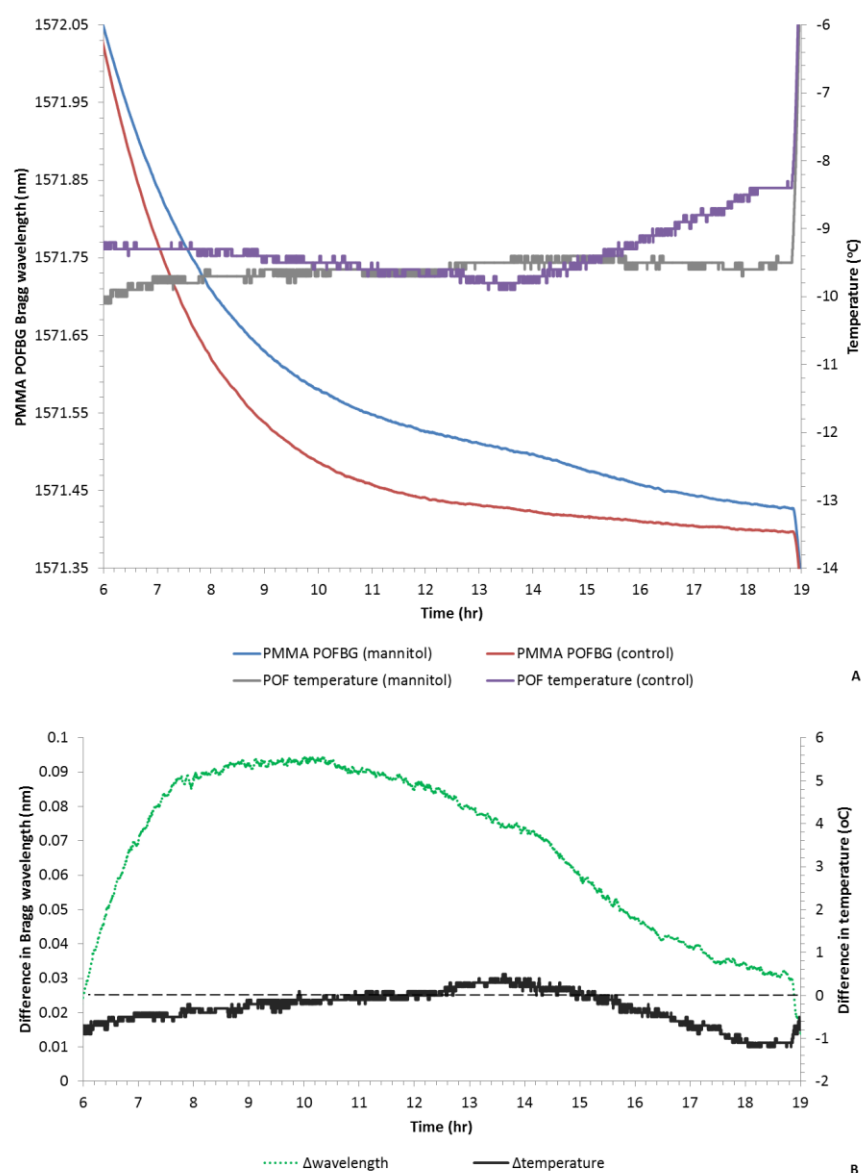 PMMA POFBG Bragg wavelength (nm)
1572.05
1571.95
1571.85
1571.75
1571.65
1571.55
1571.45
1571.35
-6
-7
-8
-9
-10
-11
-12
-13
-14
Temperature (°C)
6 7 8 9 10 11 12 13 14 15 16 17 18 19
Time (hr)
PMMA POFBG (mannitol) PMMA POFBG (control)
POF temperature (mannitol) POF temperature (control)
A
Difference in Bragg wavelength (nm)
0.1
0.09
0.08
0.07
0.06
0.05
0.04
0.03
0.02
0.01
0
6
5
4
3
2
1
0
-1
-2
Difference in temperature (oC)
6 7 8 9 10 11 12 13 14 15 16 17 18 19
Time (hr)
Δwavelength Δtemperature
B